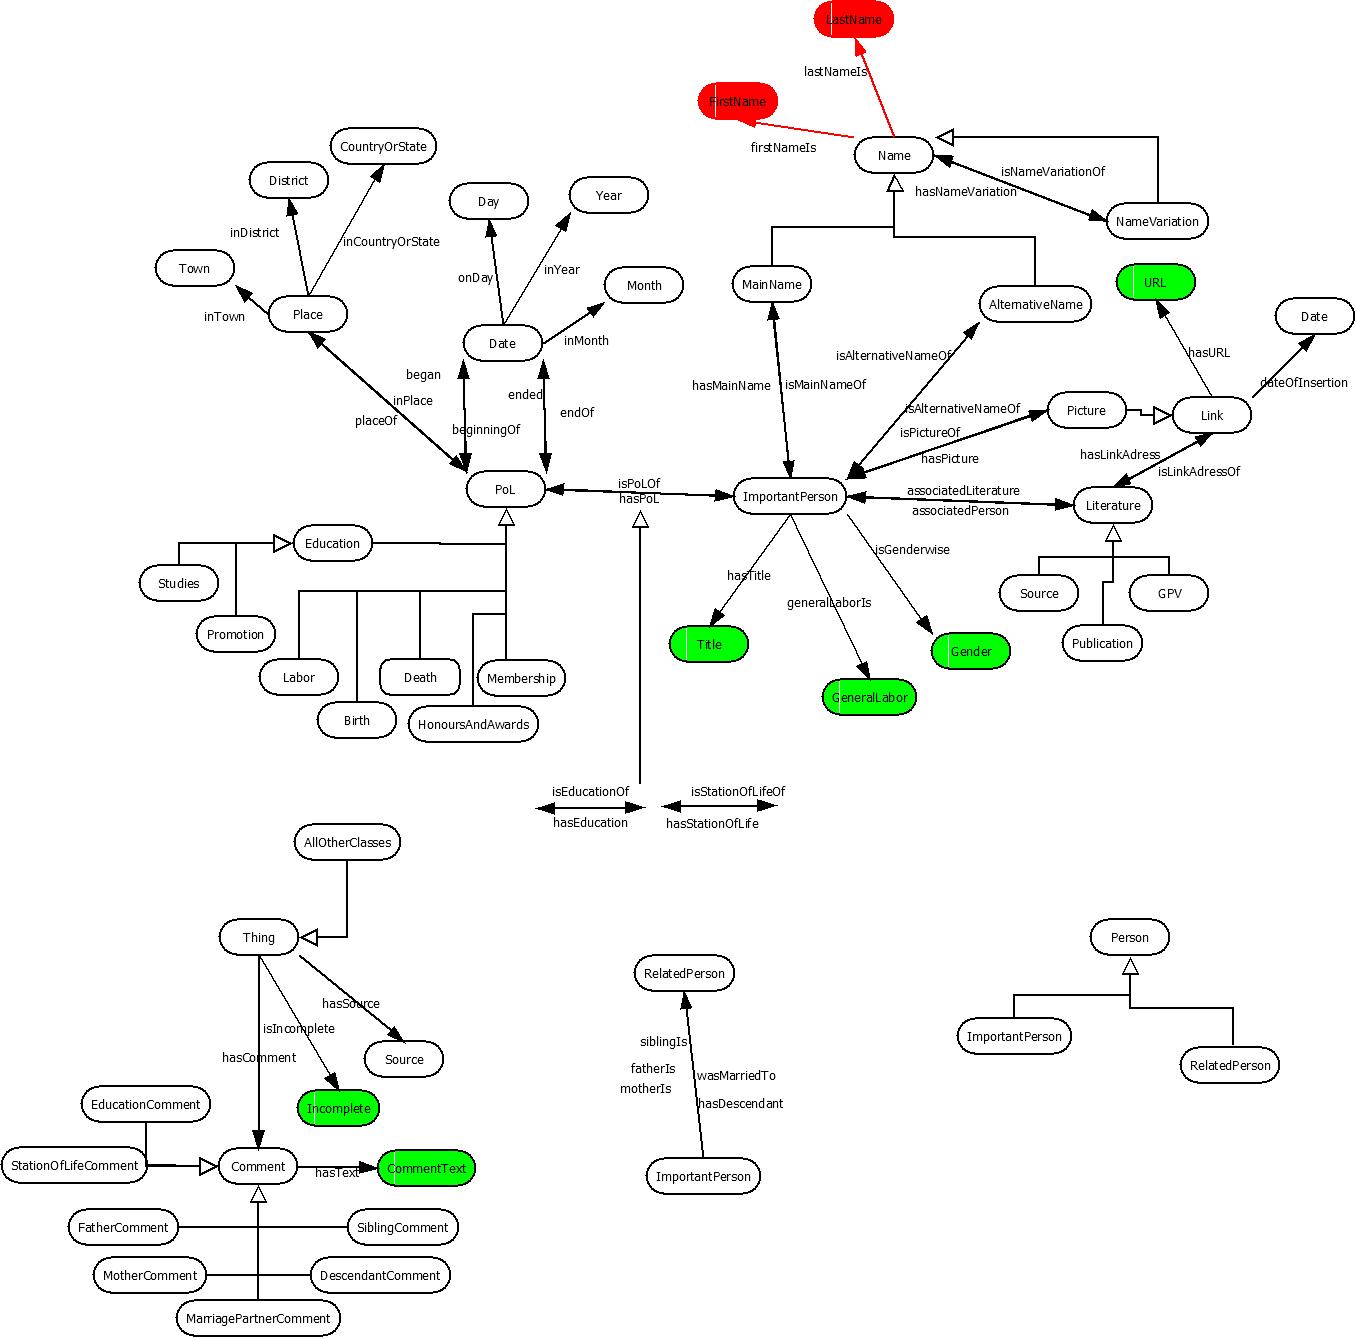 LastName
lastNameIs
FirstName
firstNameIs
Name
isNameVariationOf
hasNameVariation
NameVariation
CountryOrState
District
Day
Year
inDistrict
inCountryOrState
Town
onDay
inYear
Month
inTown
Place
Date
inMonth
MainName
AlternativeName
URL
Date
began
ended
inPlace
placeOf
beginningOf
endOf
hasMainName
isMainNameOf
isAlternativeNameOf
isAlternativeNameOf
hasURL
dateOfInsertion
Picture
Link
isPictureOf
hasPicture
hasLinkAdress
isLinkAdressOf
PoL
isPoLOf
hasPoL
ImportantPerson
associatedLiterature
associatedPerson
Literature
Education
Studies
Promotion
Labor
Death
Membership
Birth
HonoursAndAwards
isGenderwise
hasTitle
generalLaborIs
Title
Gender
GeneralLabor
Source
GPV
Publication
isEducationOf
hasEducation
isStationOfLifeOf
hasStationOfLife
AllOtherClasses
Thing
hasSource
isIncomplete
hasComment
Source
Incomplete
EducationComment
StationOfLifeComment
Comment
hasText
CommentText
FatherComment
SiblingComment
MotherComment
DescendantComment
MarriagePartnerComment
RelatedPerson
siblingIs
fatherIs
motherIs
wasMarriedTo
hasDescendant
ImportantPerson
Person
ImportantPerson
RelatedPerson